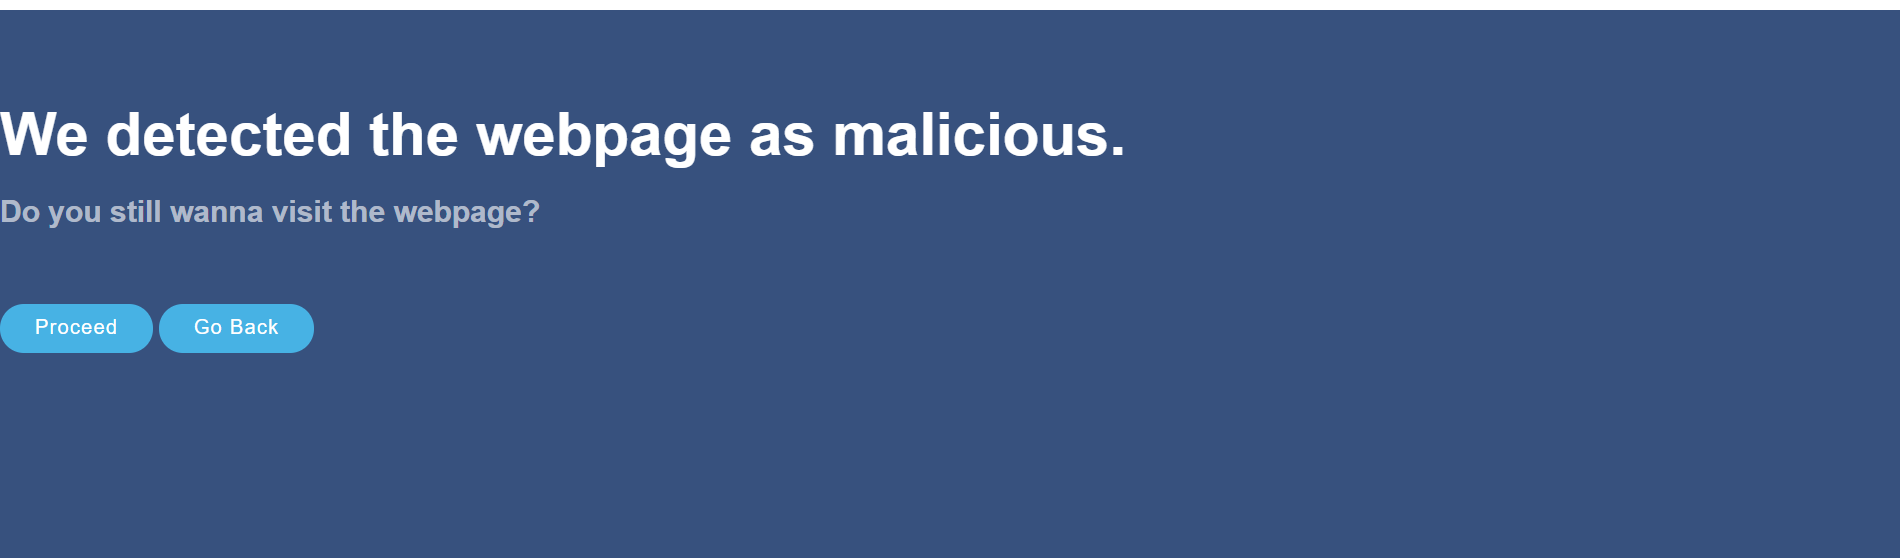 We detected the webpage as malicious.
Do you still wanna visit the webpage?
Proceed Go Back